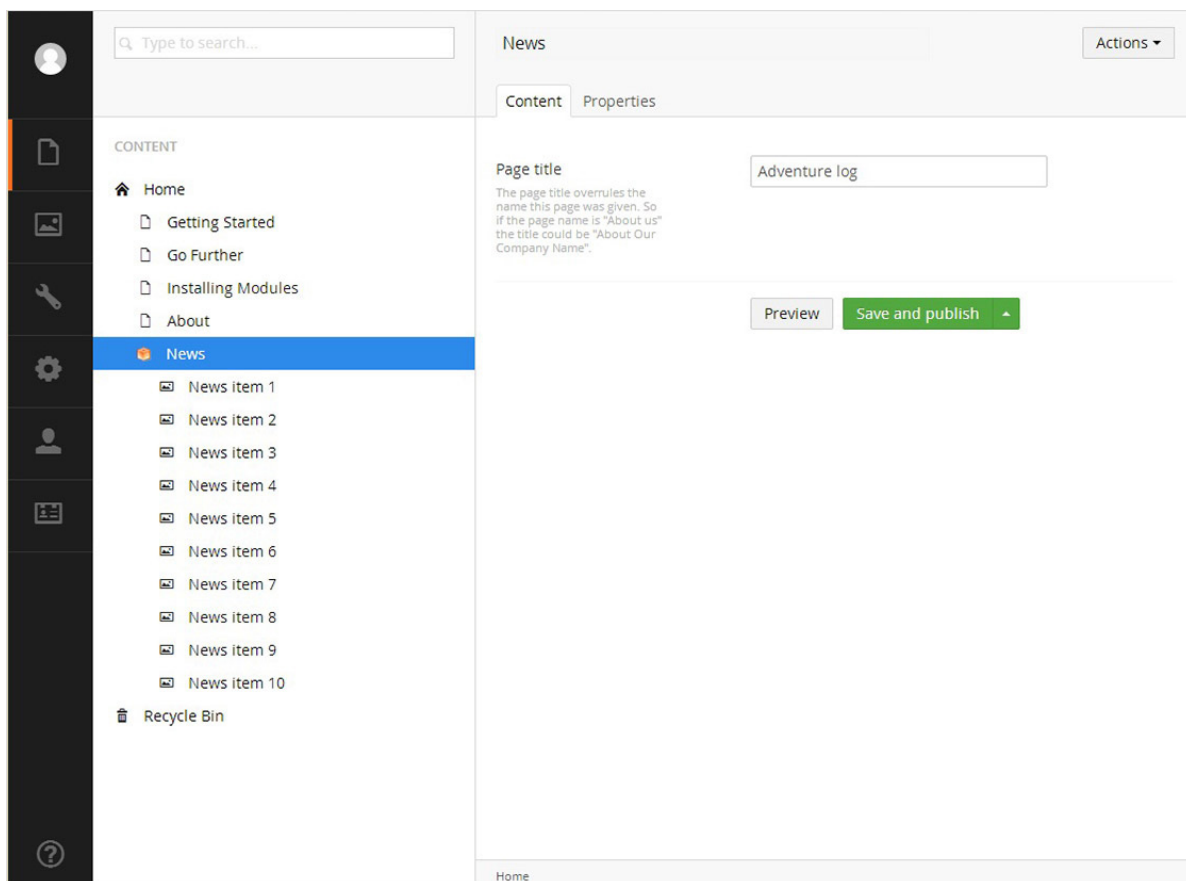 Type to search...
CONTENT
Home
Getting Started
Go Further
Installing Modules
About
News
News item 1
News item 2
News item 3
News item 4
News item 5
News item 6
News item 7
News item 8
News item 9
News item 10
Recycle Bin
News
Actions
Content Properties
Page title
The page title overrules the
name this page was given. So
if the page name is "About us"
the title could be "About Our
Company Name".
Adventure log
Preview Save and publish
Home